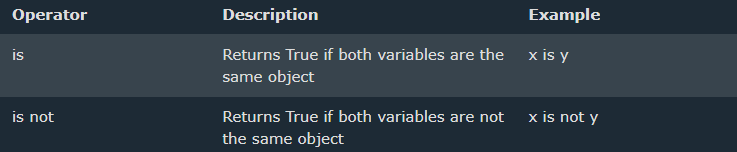 Operator Description Example
is Returns True if both variables are the x is y
same object
is not Returns True if both variables are not x is not y
the same object